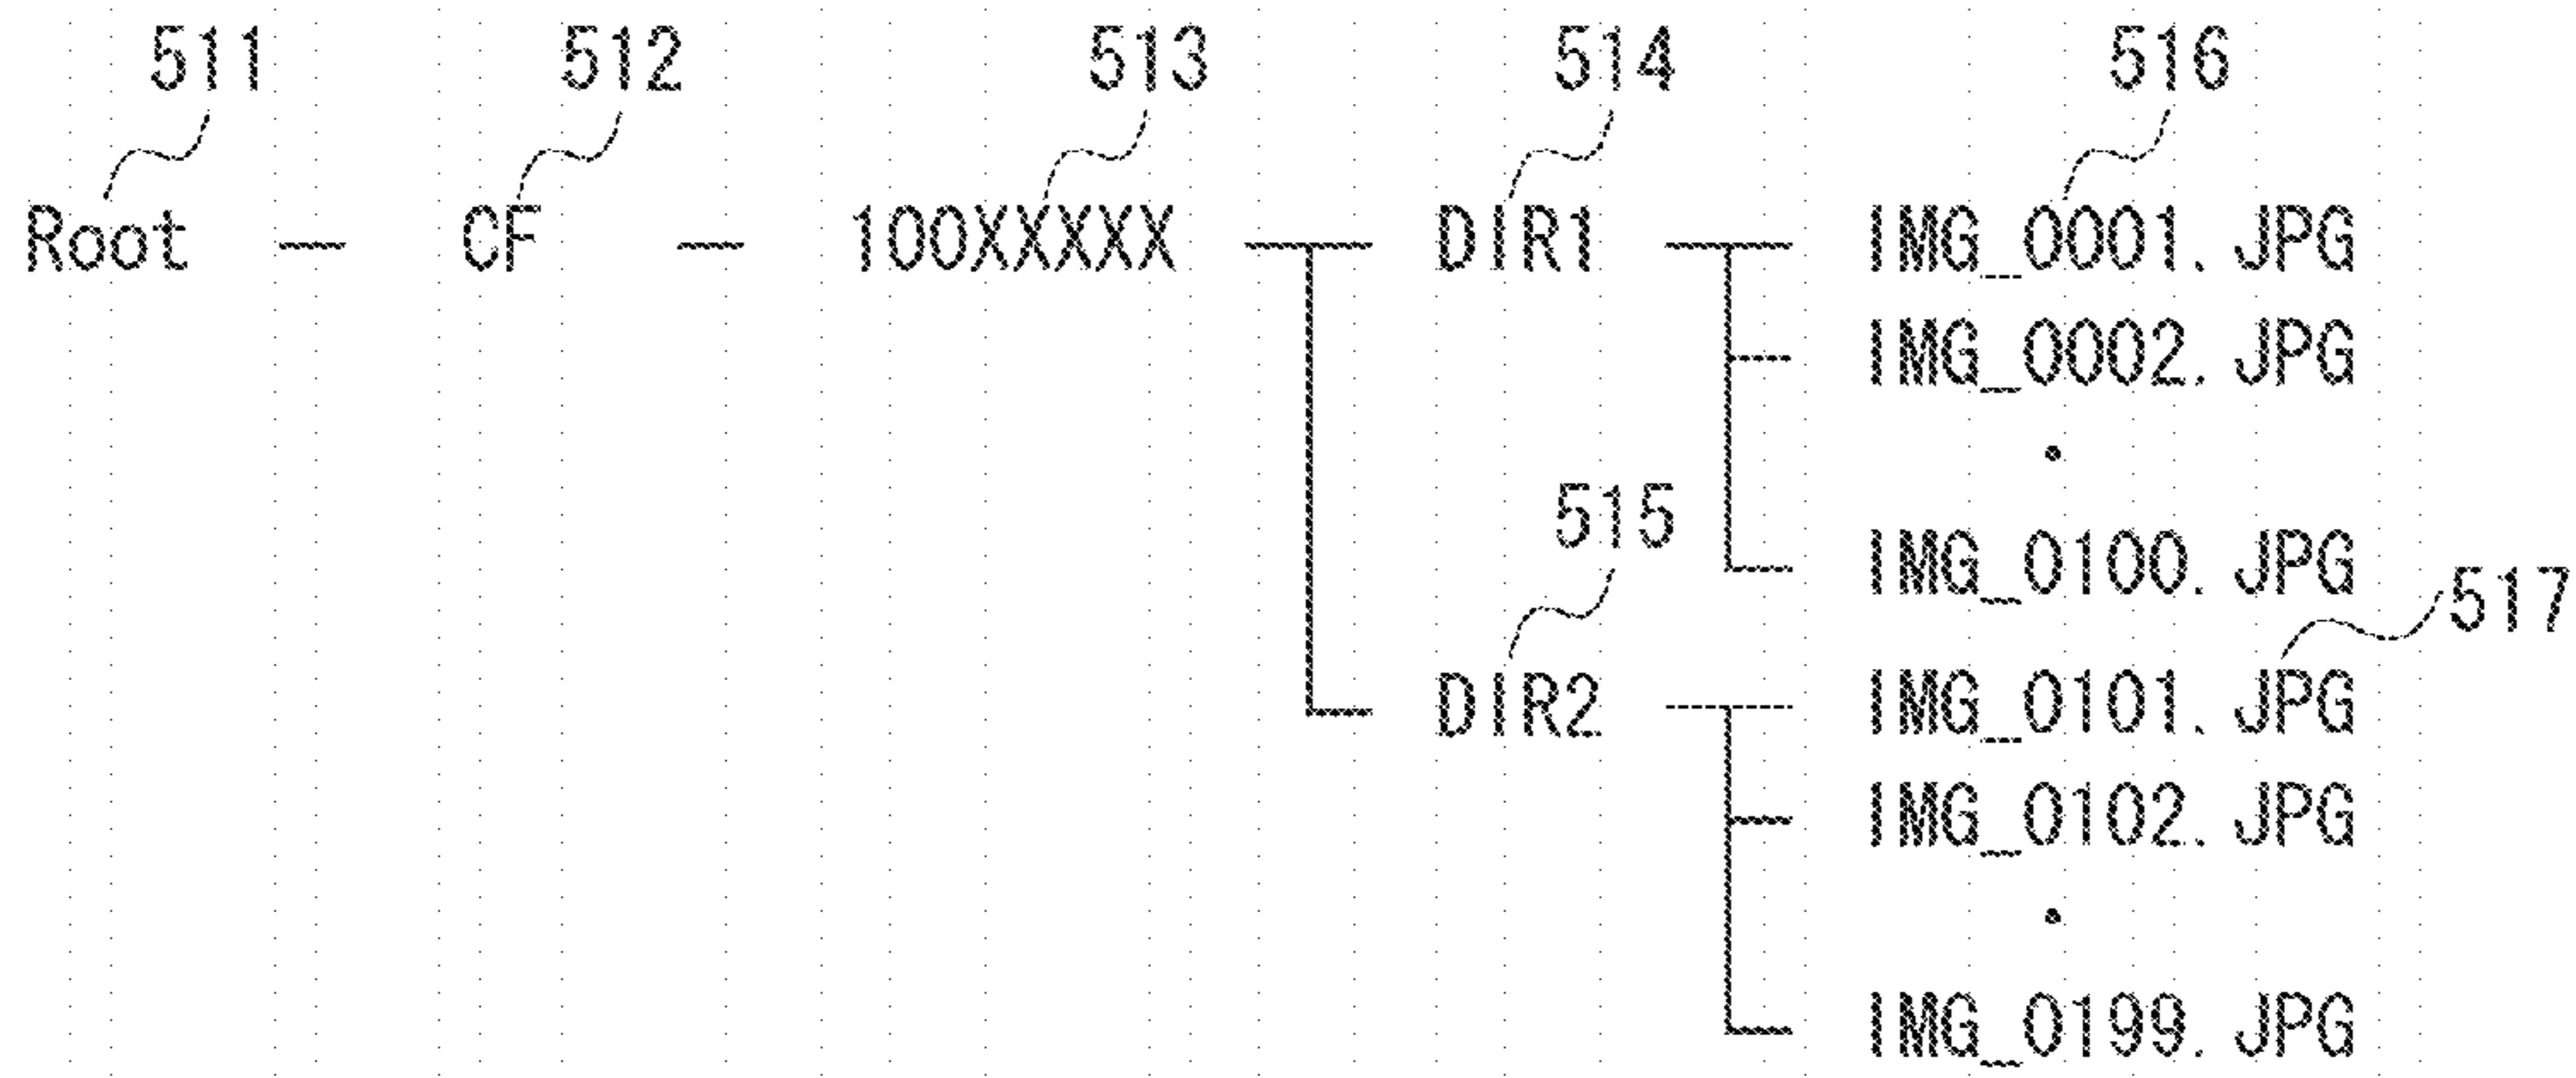 511 512 513 514 516
Root CF 100XXXXX DIR1 IMG_0001.JPG
IMG_0002.JPG
515
IMG_0100.JPG
517
DIR2 IMG_0101.JPG
IMG_0102.JPG
IMG_0199.JPG